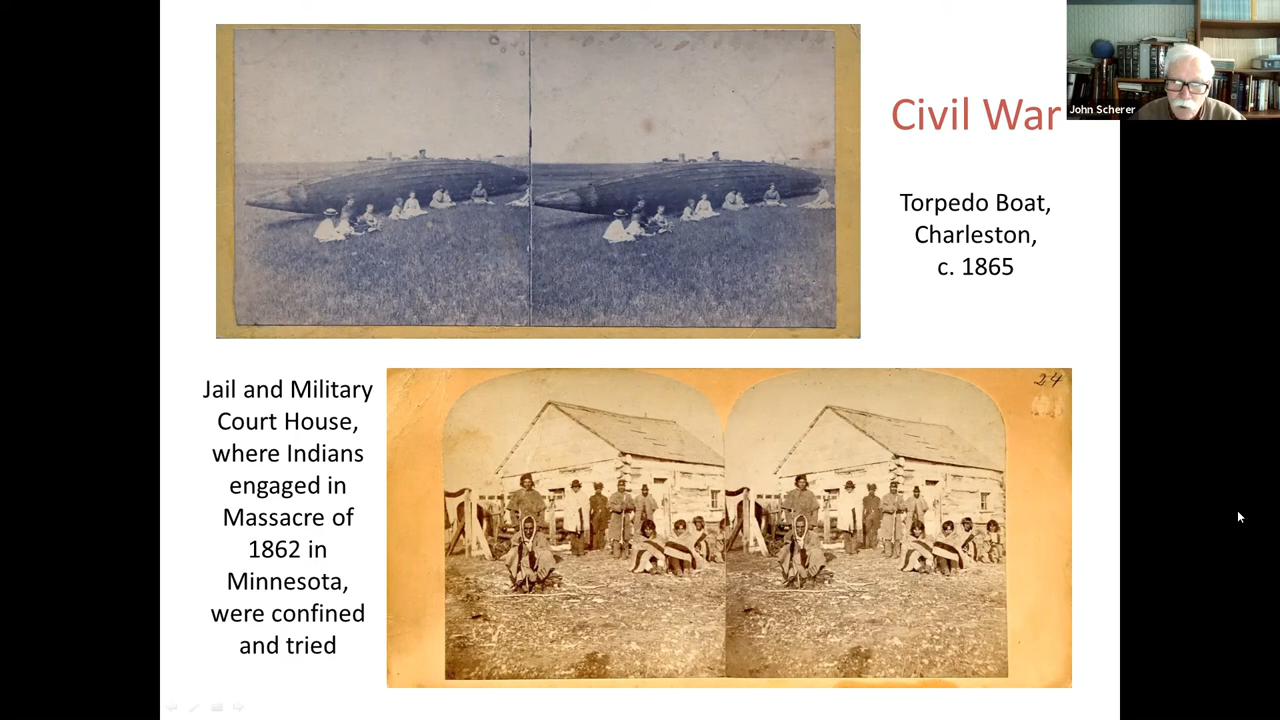 Civil War
John Scherer
Torpedo Boat,
Charleston,
c. 1865
Jail and Military
Court House,
where Indians
engaged in
Massacre of
1862 in
Minnesota,
were confined
and tried
24